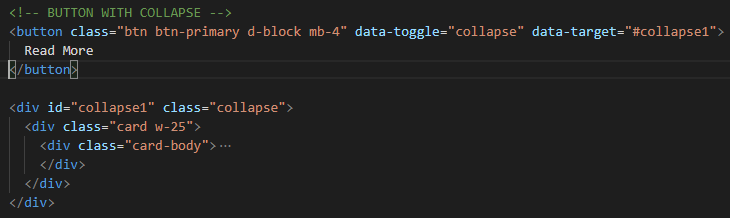 <!-- BUTTON WITH COLLAPSE -->
<button class="btn btn-primary d-block mb-4" data-toggle="collapse" data-target="#collapse1">
  Read More
</button>

<div id="collapse1" class="collapse">
  <div class="card w-25">
    <div class="card-body">…
    </div>
  </div>
</div>